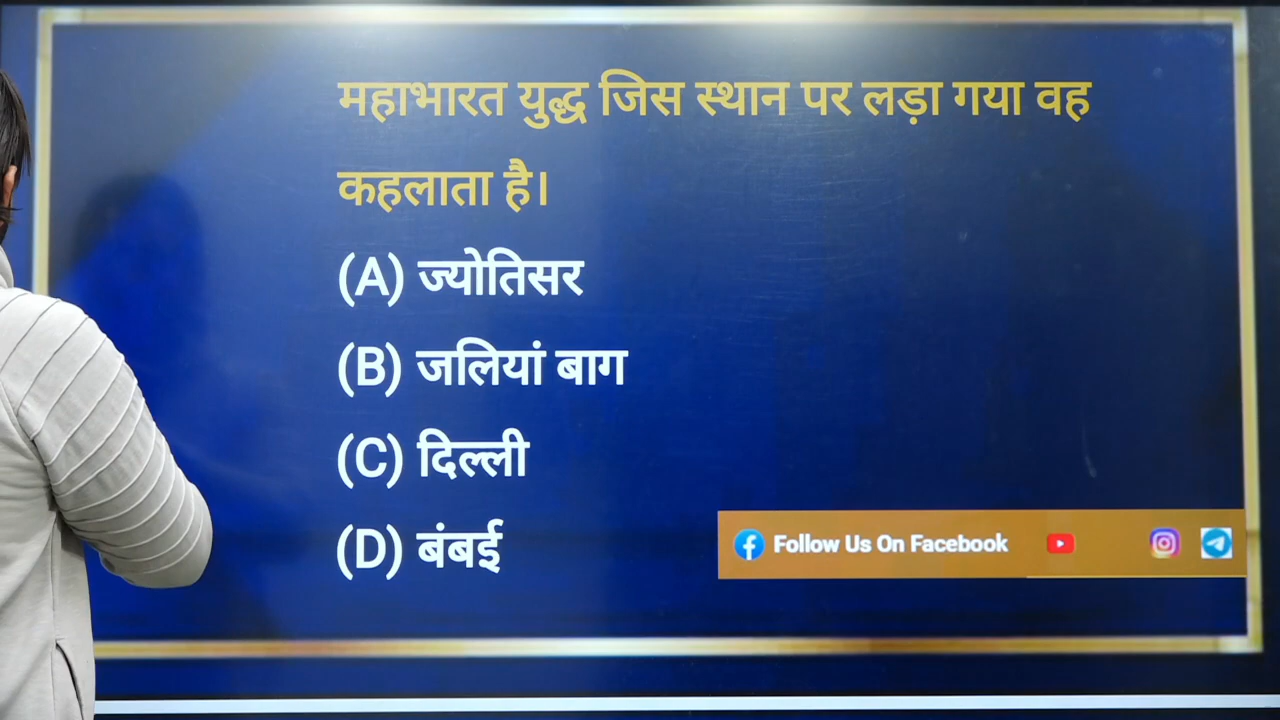 महाभारत युद्ध जिस स्थान पर लड़ा गया वह
कहलाता है।
(A) ज्योतिसर
(B) जलियां बाग
(C) दिल्ली
(D) बंबई
Follow Us On Facebook